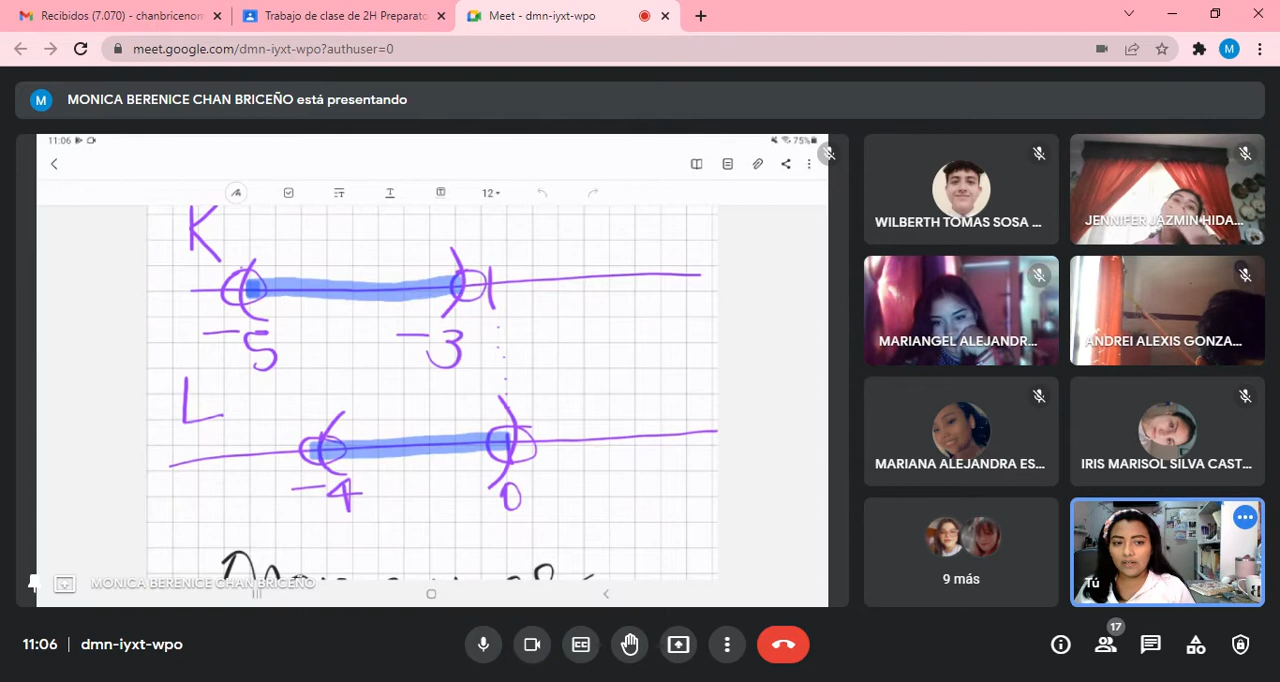 Recibidos (7.070) - chanbricenom
Trabajo de clase de 2H Preparato
Meet - dmn-iyxt-wpo
meet.google.com/dmn-iyxt-wpo?authuser=0
M
M
MONICA BERENICE CHAN BRICEÑO está presentando
11:06
75%
12
K
-5
-3
L
-4
0
MONICA BERENICE CHAN BRICEÑO
WILBERTH TOMAS SOSA ...
JENNIFER JAZMIN HIDA...
MARIANGEL ALEJANDR...
ANDREI ALEXIS GONZA...
MARIANA ALEJANDRA ES...
IRIS MARISOL SILVA CAST...
9 más
Tú
11:06 | dmn-iyxt-wpo
17